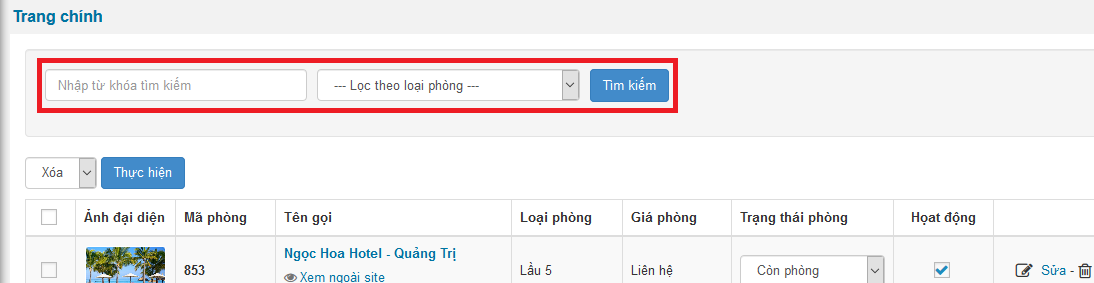 Trang chính
Nhập từ khóa tìm kiếm --- Lọc theo loại phòng --- Tìm kiếm
Xóa Thực hiện
Ảnh đại diện Mã phòng Tên gọi Loại phòng Giá phòng Trạng thái phòng Hoạt động
Ngọc Hoa Hotel - Quảng Trị
853 Lầu 5 Liên hệ Còn phòng Sửa -
Xem ngoài site